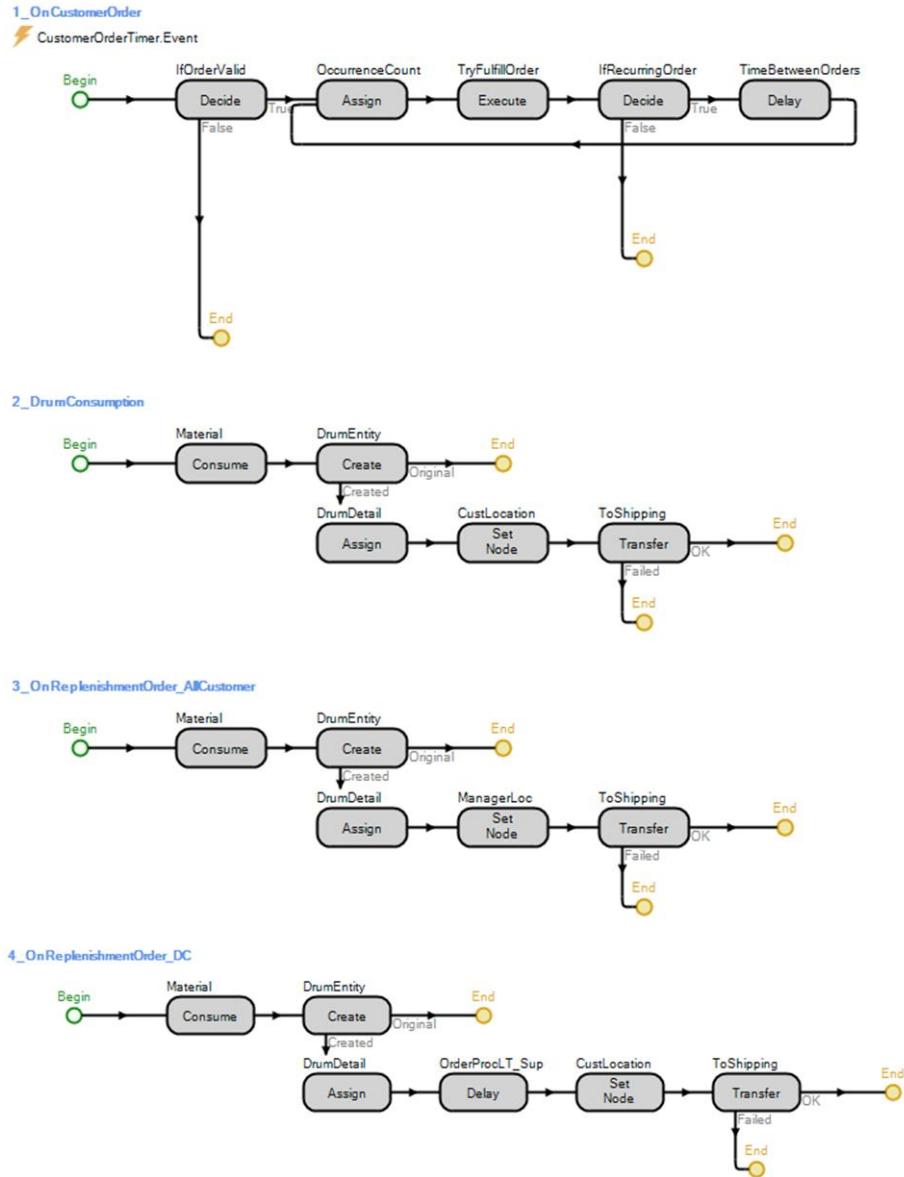 1_OnCustomerOrder
CustomerOrderTimer.Event
IfOrderValid OccurrenceCount TryFulfillOrder IfRecurringOrder TimeBetweenOrders
Begin
Decide Assign Execute Decide Delay
True True
False False
End
End
2_DrumConsumption
Material DrumEntity
Begin End
Consume Create
Original
Created
DrumDetail CustLocation ToShipping
End
Assign Set Node Transfer
OK
Failed
End
3_OnReplenishmentOrder_AllCustomer
Material DrumEntity
Begin End
Consume Create
Original
Created
DrumDetail ManagerLoc ToShipping
End
Assign Set Node Transfer
OK
Failed
End
4_OnReplenishmentOrder_DC
Material DrumEntity
Begin End
Consume Create
Original
Created
DrumDetail OrderProcLT_Sup CustLocation ToShipping
End
Assign Delay Set Node Transfer
OK
Failed
End